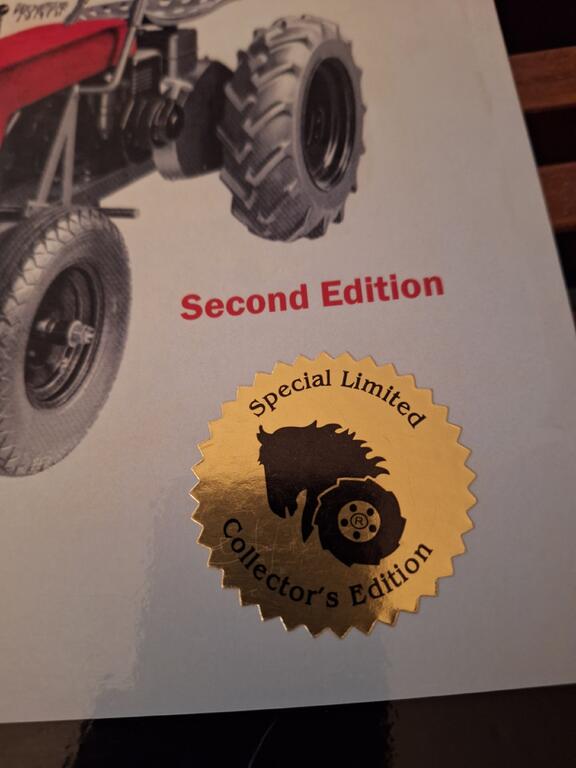 Second Edition
Special Limited
Collector's Edition
®